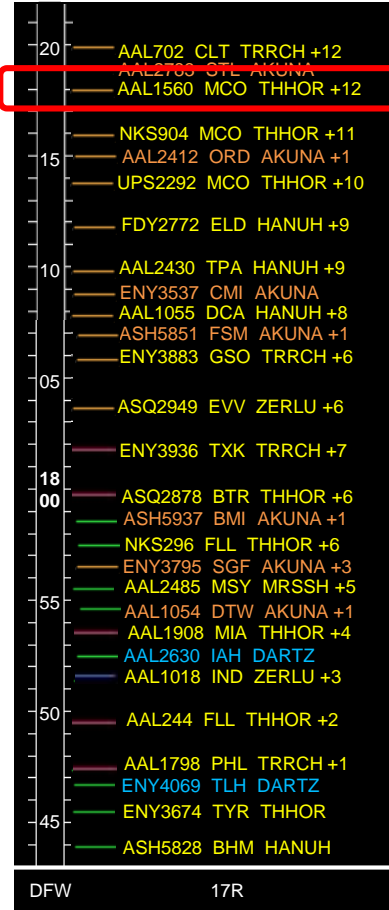 20
AAL702 CLT TRRCH +12
AAL2783 STL AKUNA
AAL1560 MCO THHOR +12
NKS904 MCO THHOR +11
15
AAL2412 ORD AKUNA +1
UPS2292 MCO THHOR +10
FDY2772 ELD HANUH +9
10
AAL2430 TPA HANUH +9
ENY3537 CMI AKUNA
AAL1055 DCA HANUH +8
ASH5851 FSM AKUNA +1
ENY3883 GSO TRRCH +6
05
ASQ2949 EVV ZERLU +6
ENY3936 TXK TRRCH +7
18
00
ASQ2878 BTR THHOR +6
ASH5937 BMI AKUNA +1
NKS296 FLL THHOR +6
ENY3795 SGF AKUNA +3
AAL2485 MSY MRSSH +5
55
AAL1054 DTW AKUNA +1
AAL1908 MIA THHOR +4
AAL2630 IAH DARTZ
AAL1018 IND ZERLU +3
50
AAL244 FLL THHOR +2
AAL1798 PHL TRRCH +1
ENY4069 TLH DARTZ
ENY3674 TYR THHOR
45
ASH5828 BHM HANUH
DFW 17R